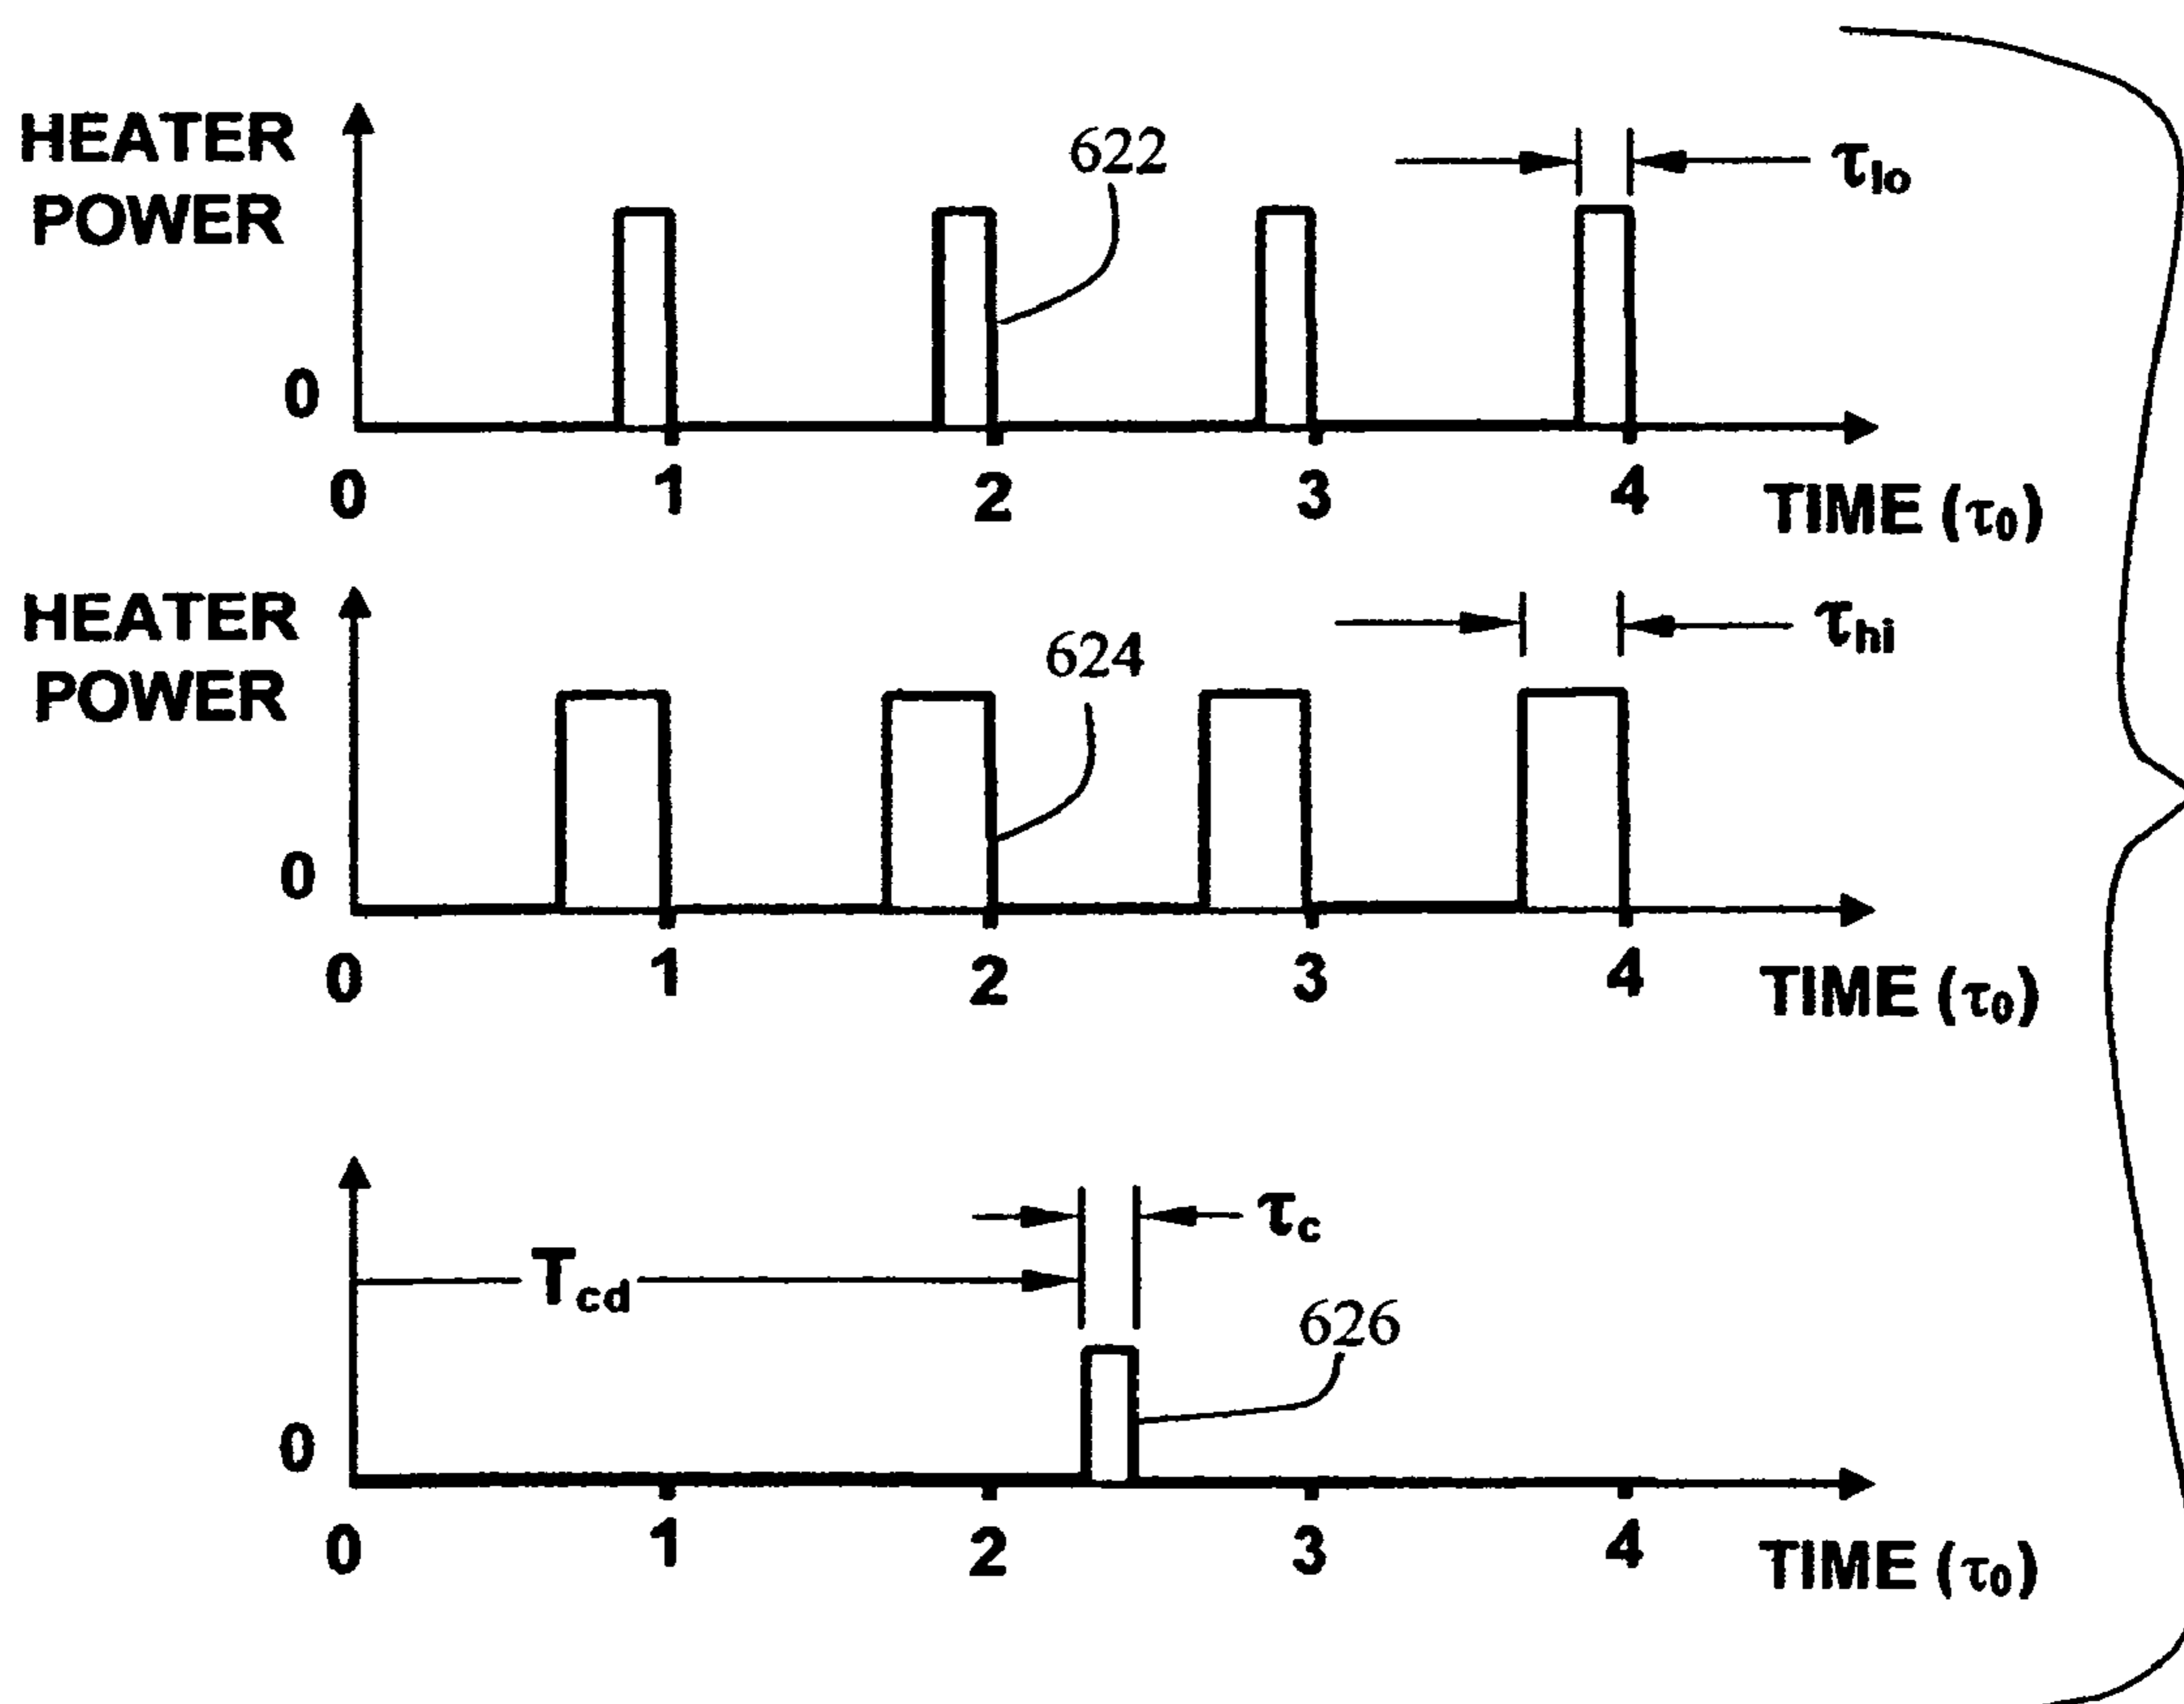 HEATER
POWER
622
τlo
0
0 1 2 3 4 TIME (τ0)
HEATER
POWER
624
τhi
0
0 1 2 3 4 TIME (τ0)
τc
Tcd
626
0
0 1 2 3 4 TIME (τ0)